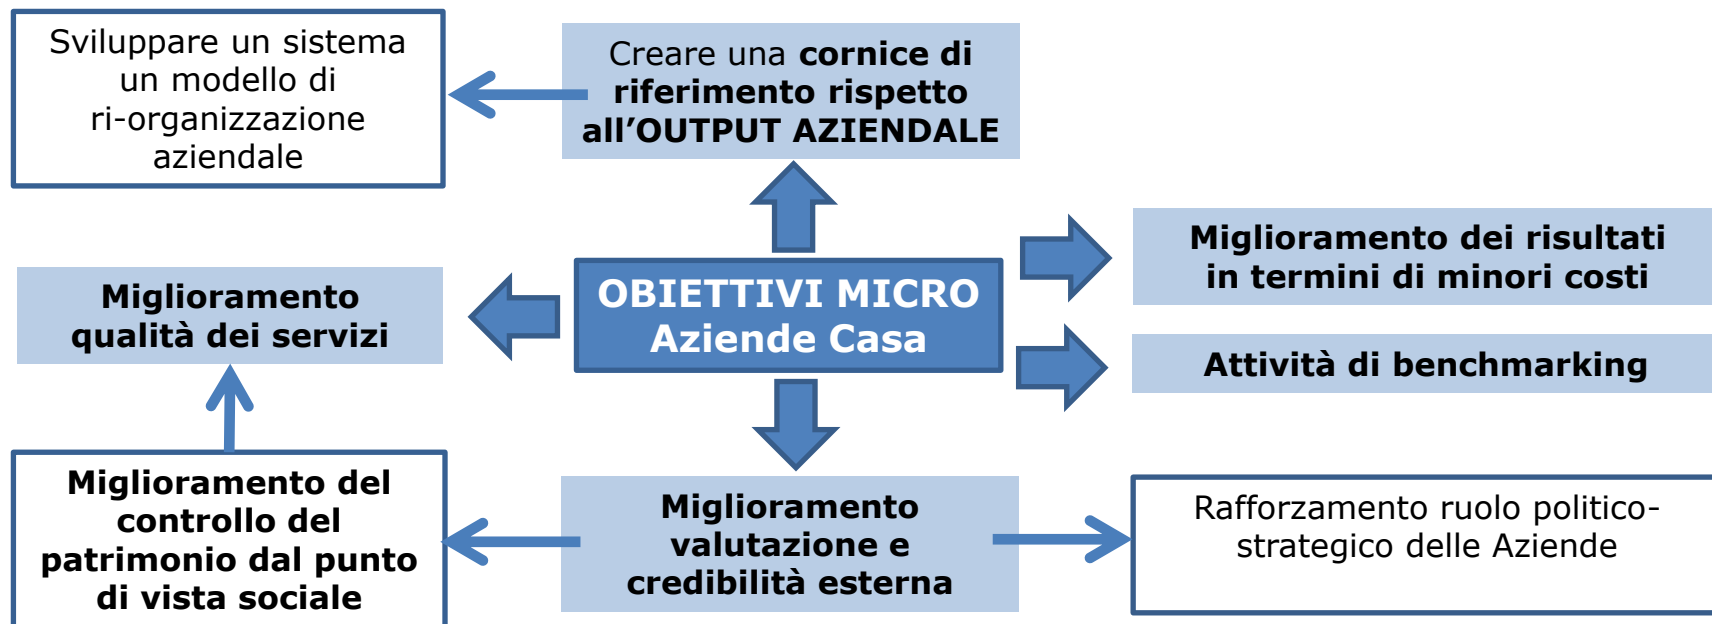 Sviluppare un sistema
un modello di
ri-organizzazione
aziendale
Creare una cornice di
riferimento rispetto
all’OUTPUT AZIENDALE
Miglioramento dei risultati
in termini di minori costi
OBIETTIVI MICRO
Aziende Casa
Miglioramento
qualità dei servizi
Attività di benchmarking
Miglioramento del
controllo del
patrimonio dal punto
di vista sociale
Miglioramento
valutazione e
credibilità esterna
Rafforzamento ruolo politico-
strategico delle Aziende